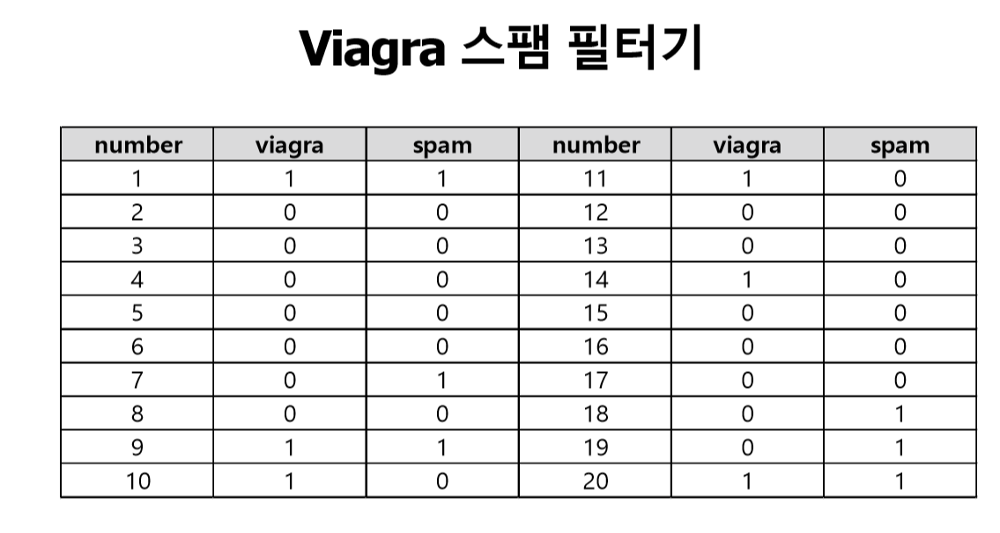 Viagra 스팸 필터기
number viagra spam number viagra spam
1 1 1 11 1 0
2 0 0 12 0 0
3 0 0 13 0 0
4 0 0 14 1 0
5 0 0 15 0 0
6 0 0 16 0 0
7 0 1 17 0 0
8 0 0 18 0 1
9 1 1 19 0 1
10 1 0 20 1 1